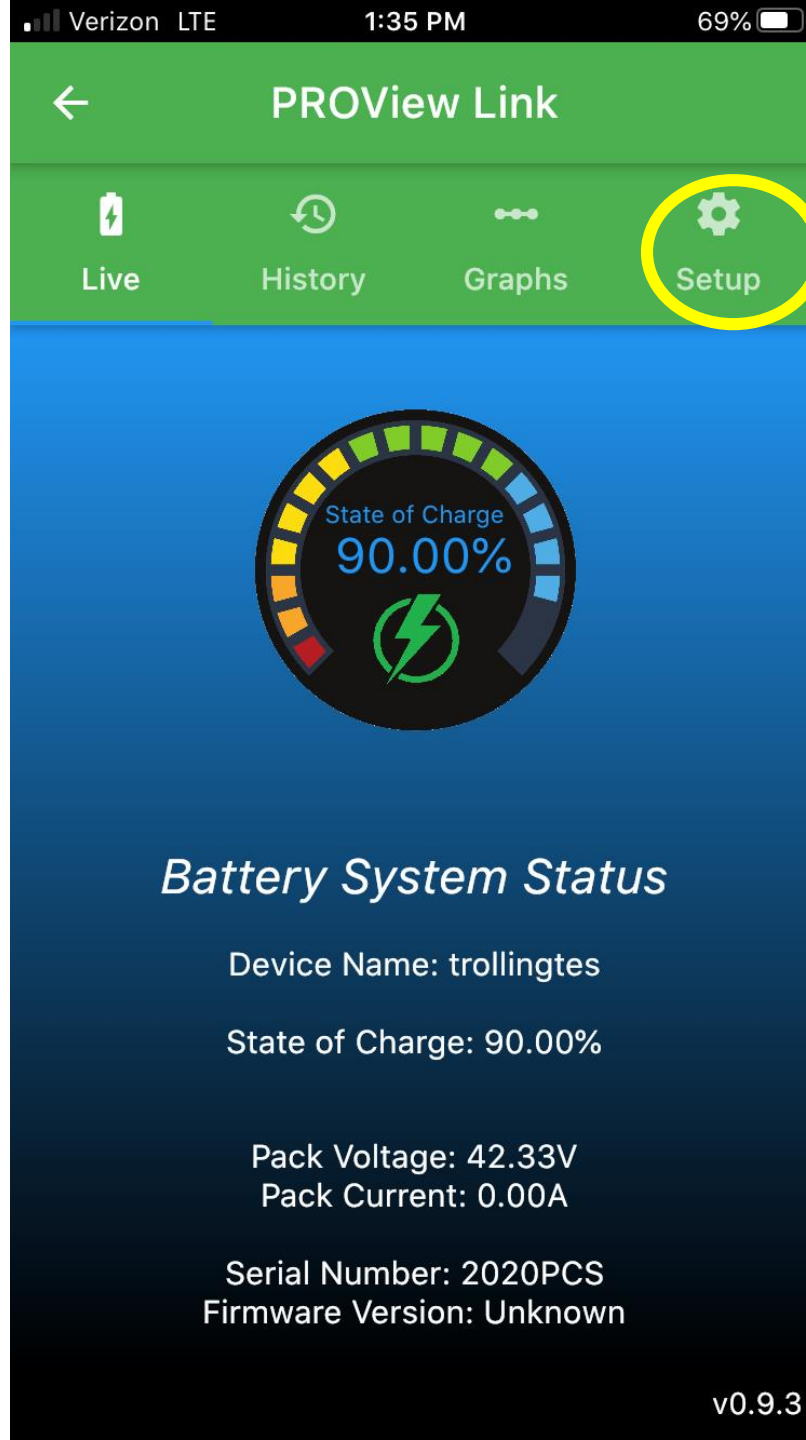 Verizon LTE 1:35 PM 69%
PROView Link
Live History Graphs Setup
State of Charge
90.00%
Battery System Status
Device Name: trollingtes
State of Charge: 90.00%
Pack Voltage: 42.33V
Pack Current: 0.00A
Serial Number: 2020PCS
Firmware Version: Unknown
v0.9.3